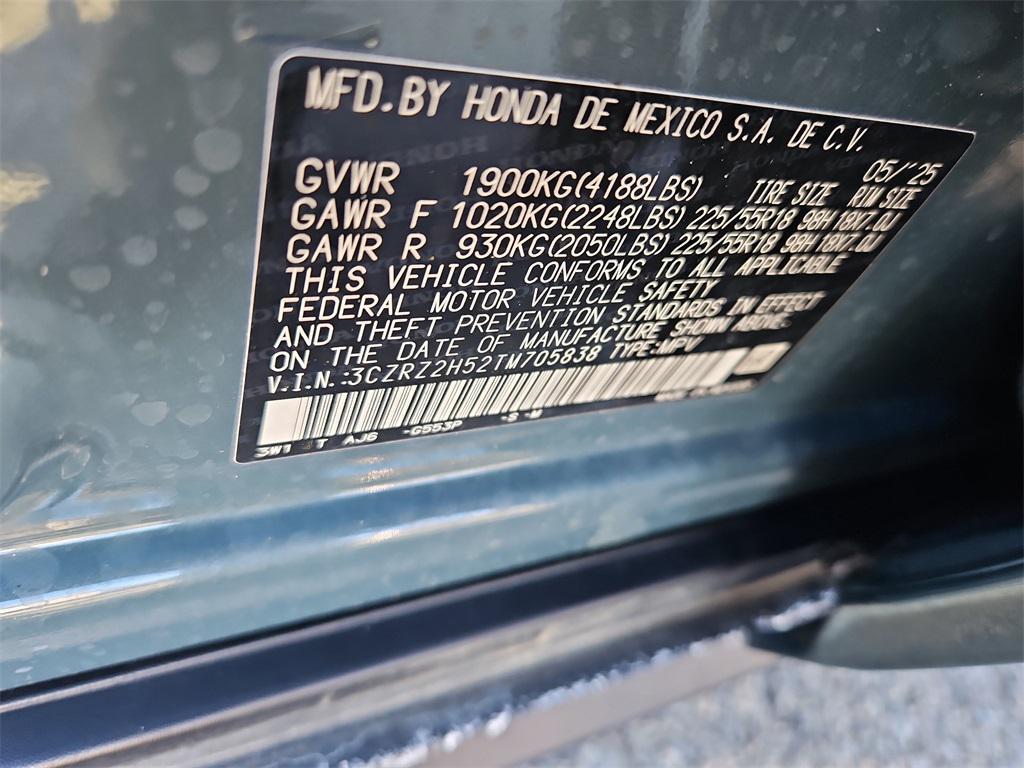 MFD.BY HONDA DE MEXICO S.A. DE C.V.
05/'25
GVWR 1900KG(4188LBS) TIRE SIZE RIM SIZE
GAWR F 1020KG(2248LBS) 225/55R18 98H 18X7.0J
GAWR R. 930KG(2050LBS) 225/55R18 98H 18X7.0J
THIS VEHICLE CONFORMS TO ALL APPLICABLE
FEDERAL MOTOR VEHICLE SAFETY
AND THEFT PREVENTION STANDARDS IN EFFECT
ON THE DATE OF MANUFACTURE SHOWN ABOVE.
V.I.N.:3CZRZ2H52TM705838 TYPE:MPV
3W1 T AJ6 -G553P -S -M